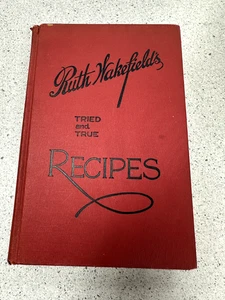 Ruth Wakefield's
TRIED
and
TRUE
RECIPES